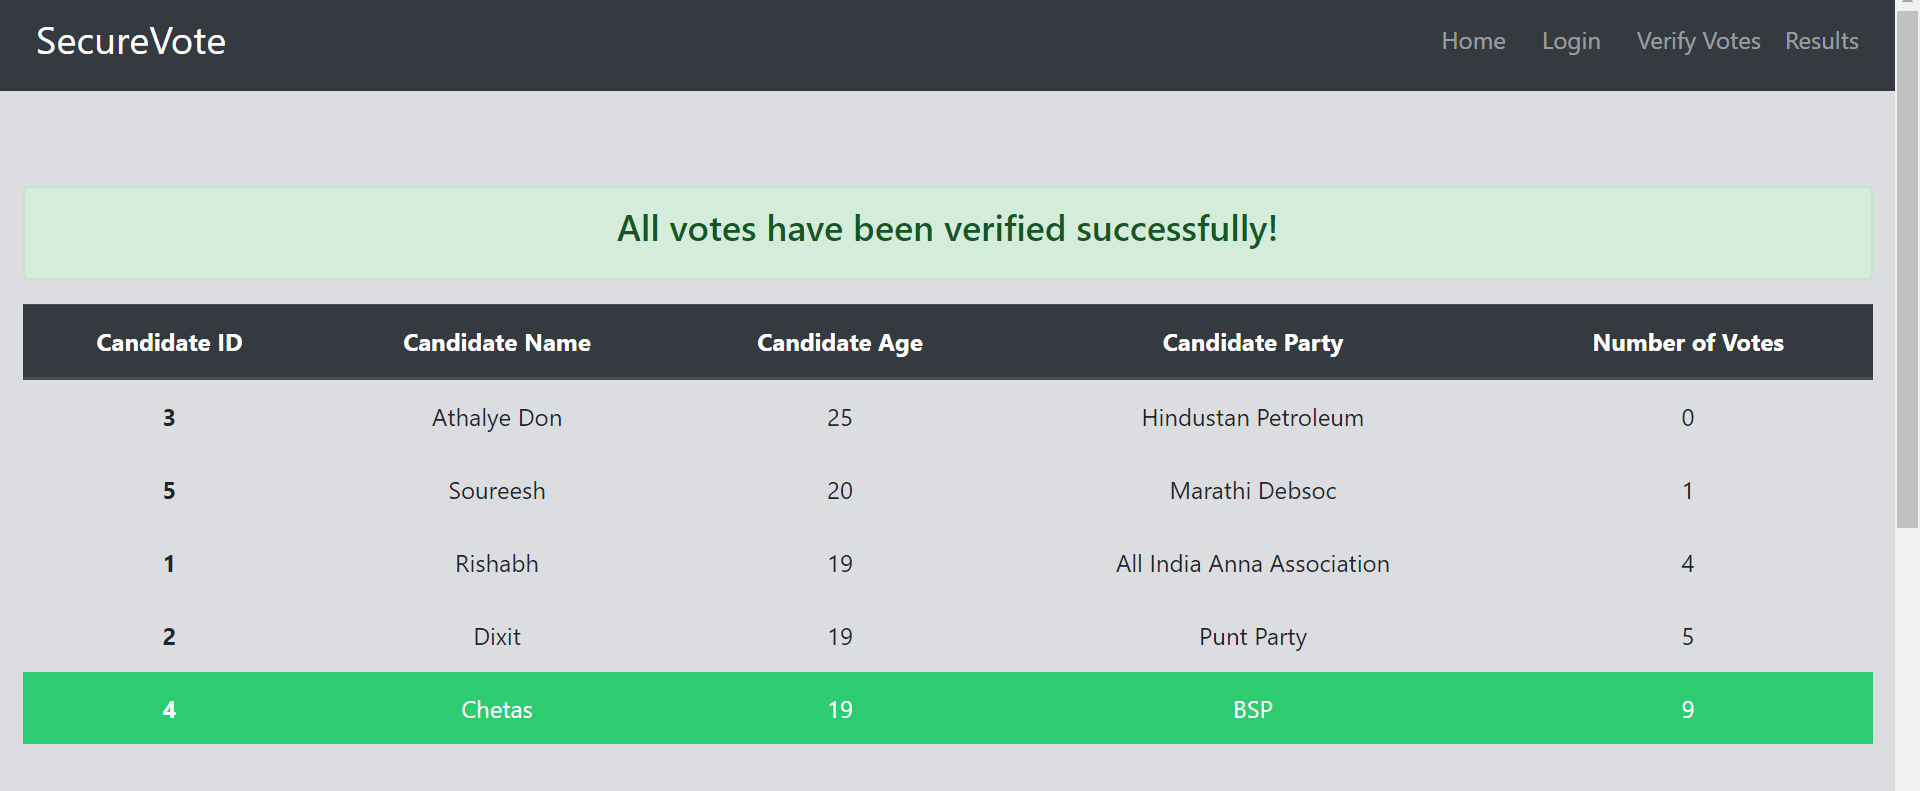 SecureVote Home Login Verify Votes Results
All votes have been verified successfully!
Candidate ID Candidate Name Candidate Age Candidate Party Number of Votes
3 Athalye Don 25 Hindustan Petroleum 0
5 Soureesh 20 Marathi Debsoc 1
1 Rishabh 19 All India Anna Association 4
2 Dixit 19 Punt Party 5
4 Chetas 19 BSP 9